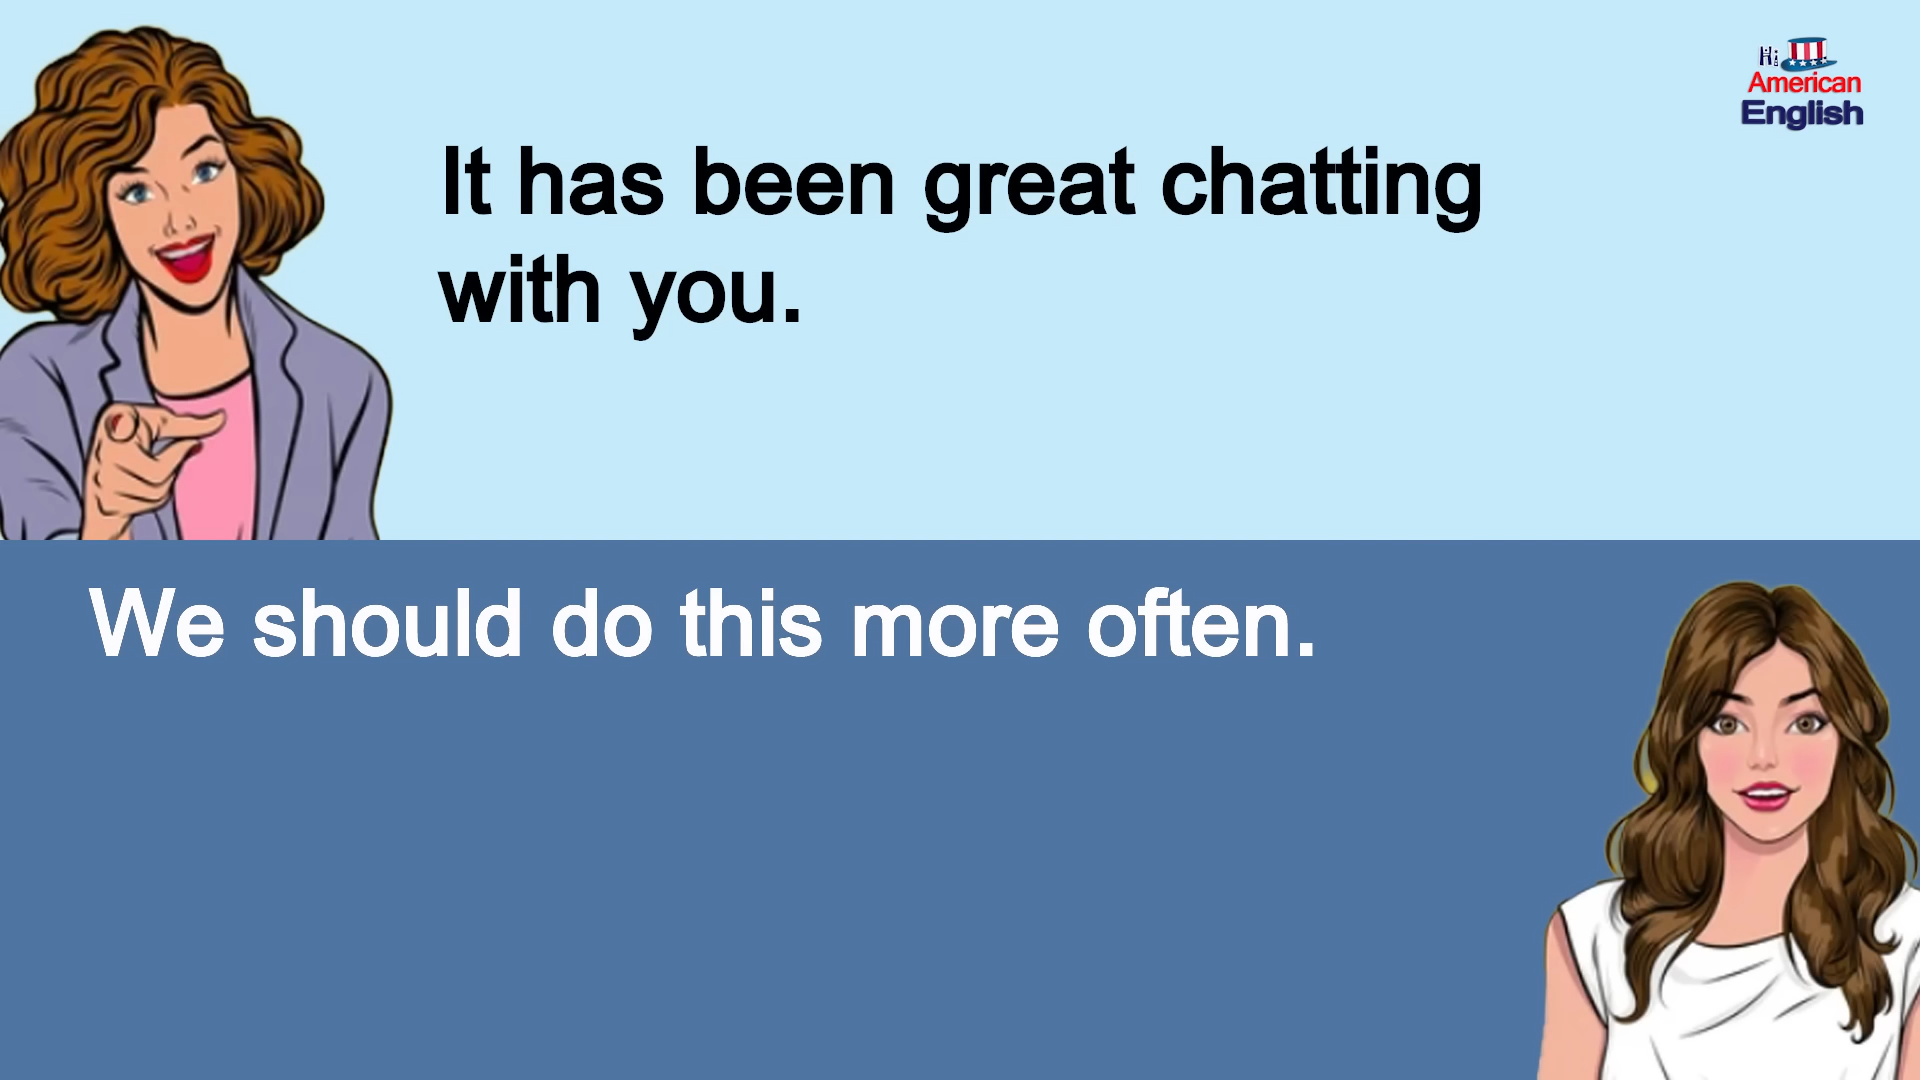 Hi
American
English
It has been great chatting
with you.
We should do this more often.